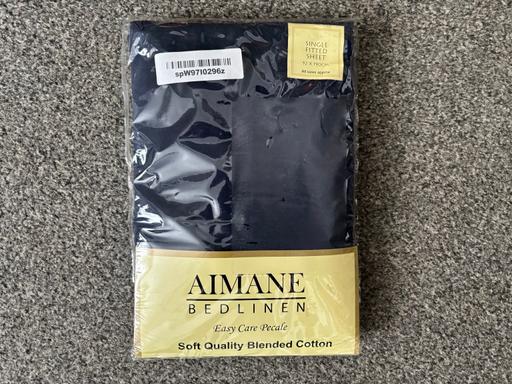 spW97I0296z
SINGLE
FITTED
SHEET
AIMANE
BEDLINEN
Easy Care Pecale
Soft Quality Blended Cotton